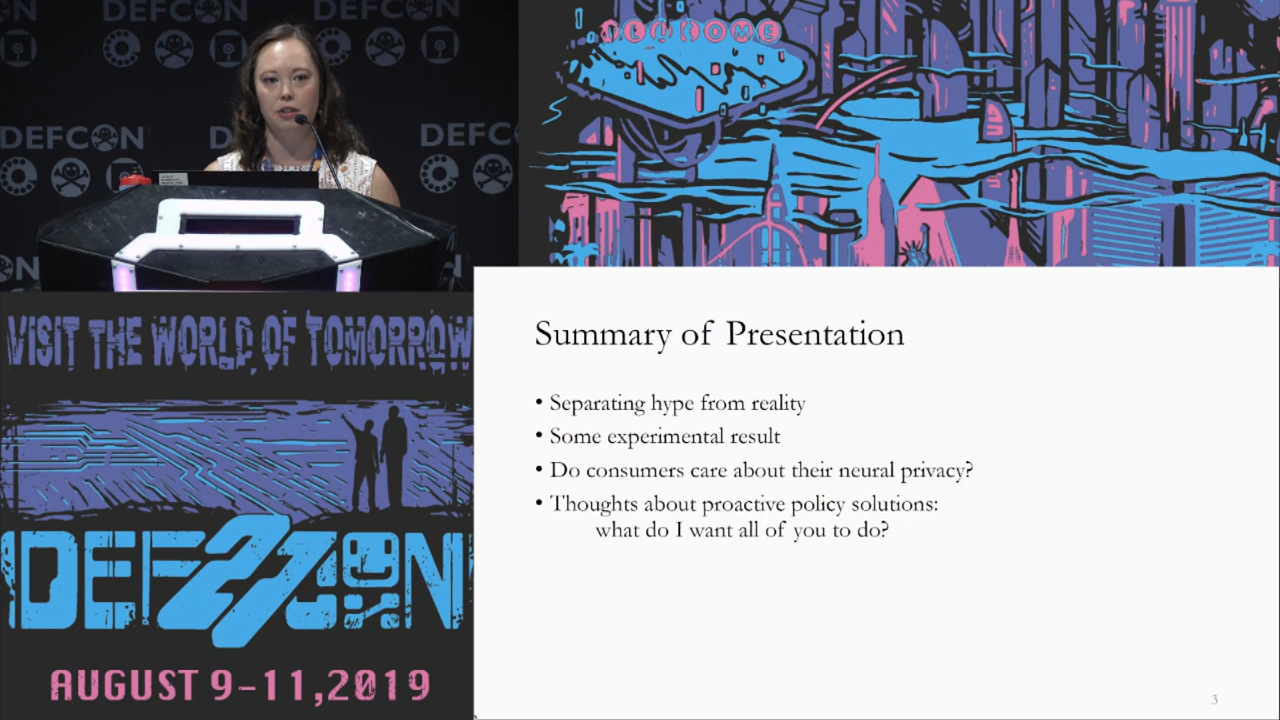 DEFCON
DEFCON
DEFCON
DEFC
WELCOME
VISIT THE WORLD OF TOMORROW
DEFCON
27
AUGUST 9-11,2019
Summary of Presentation
• Separating hype from reality
• Some experimental result
• Do consumers care about their neural privacy?
• Thoughts about proactive policy solutions:
what do I want all of you to do?
3